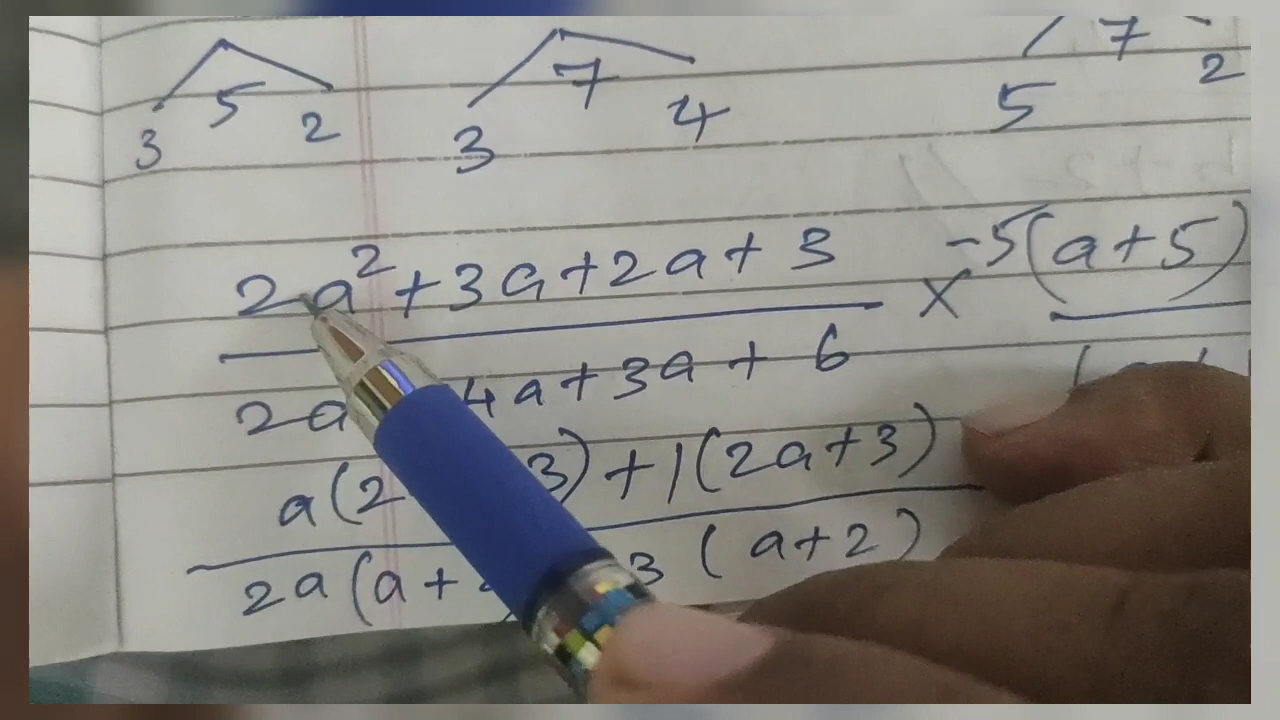 5 7 7
3 2 3 4 5 2
2a² + 3a + 2a + 3 × -5(a+5)
2a 4a + 3a + 6
a(2 3) + 1(2a+3)
2a(a+ 3 (a+2)